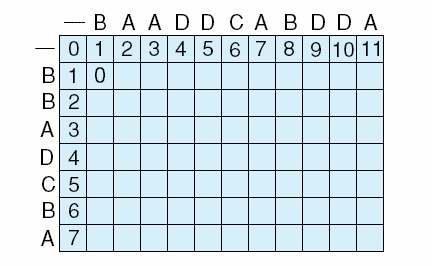 — B A A D D C A B D D A
— 0 1 2 3 4 5 6 7 8 9 10 11
B 1 0
B 2
A 3
D 4
C 5
B 6
A 7